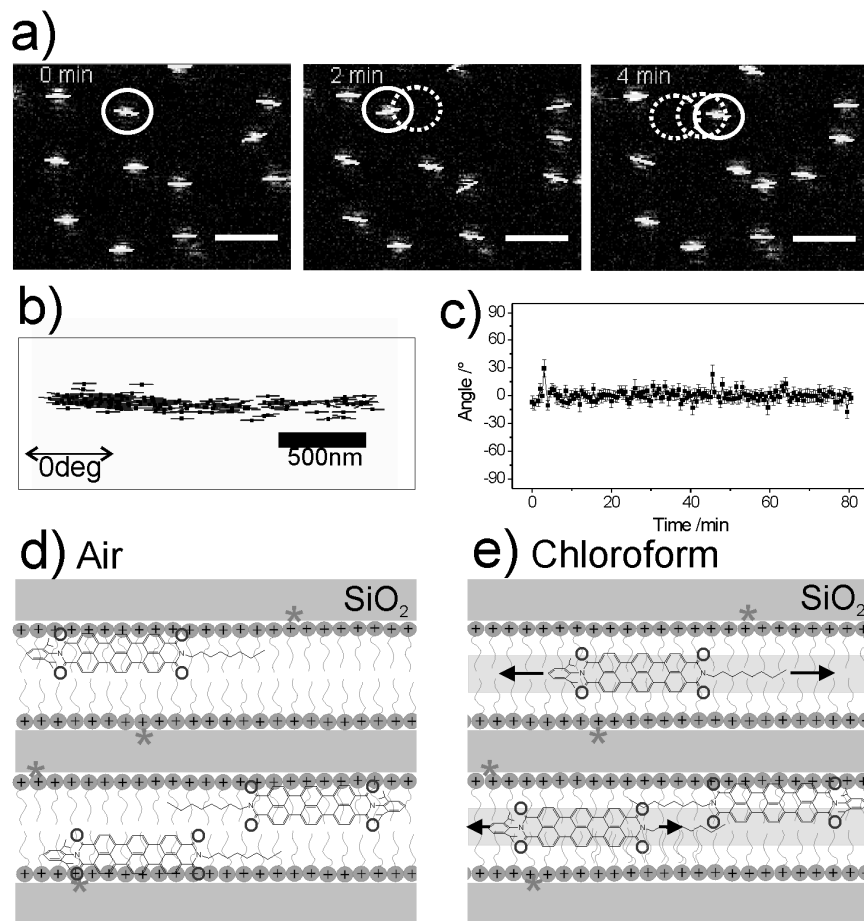 a)
0 min
2 min
4 min
b)
0deg
500nm
c)
Angle /°
90
60
30
0
-30
-60
-90
0
20
40
60
80
Time /min
d) Air
SiO2
O O
N N
O O
+ + + + + + + + + + + + + + + + + + + +
*
e) Chloroform
SiO2
O O
N N
O O
+ + + + + + + + + + + + + + + + + + + +
*